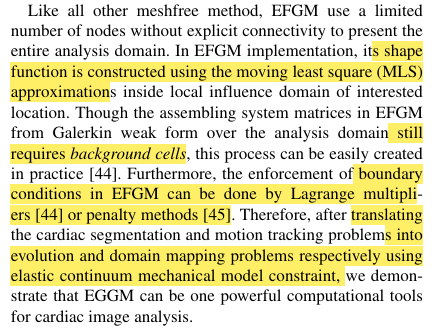 Like all other meshfree method, EFGM use a limited
number of nodes without explicit connectivity to present the
entire analysis domain. In EFGM implementation, its shape
function is constructed using the moving least square (MLS)
approximations inside local influence domain of interested
location. Though the assembling system matrices in EFGM
from Galerkin weak form over the analysis domain still
requires background cells, this process can be easily created
in practice [44]. Furthermore, the enforcement of boundary
conditions in EFGM can be done by Lagrange multipli-
ers [44] or penalty methods [45]. Therefore, after translating
the cardiac segmentation and motion tracking problems into
evolution and domain mapping problems respectively using
elastic continuum mechanical model constraint, we demon-
strate that EGGM can be one powerful computational tools
for cardiac image analysis.